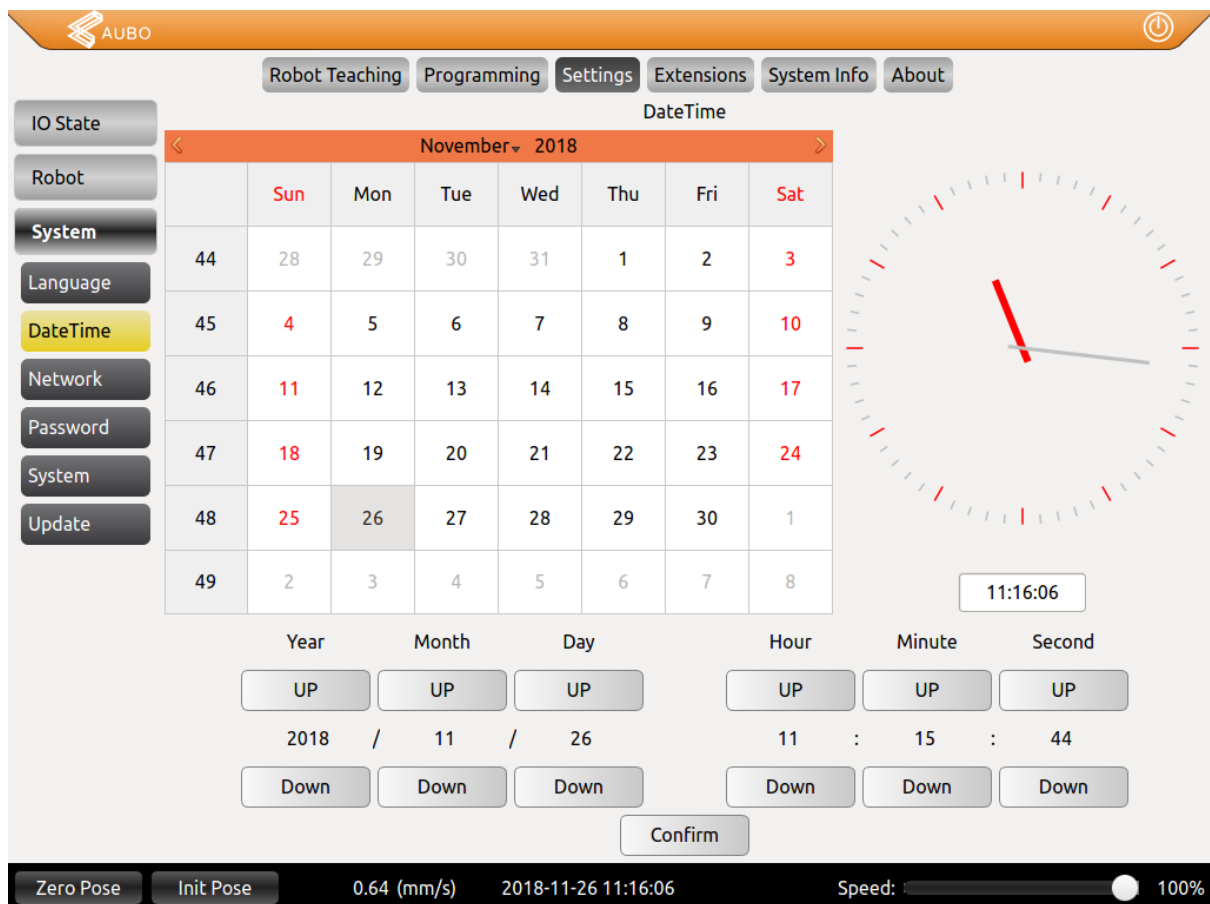 AUBO
Robot Teaching Programming Settings Extensions System Info About
DateTime
IO State
Robot
System
Language
DateTime
Network
Password
System
Update
November 2018
Sun Mon Tue Wed Thu Fri Sat
44 28 29 30 31 1 2 3
45 4 5 6 7 8 9 10
46 11 12 13 14 15 16 17
47 18 19 20 21 22 23 24
48 25 26 27 28 29 30 1
49 2 3 4 5 6 7 8
11:16:06
Year Month Day Hour Minute Second
UP UP UP UP UP UP
2018 / 11 / 26 11 : 15 : 44
Down Down Down Down Down Down
Confirm
Zero Pose Init Pose 0.64 (mm/s) 2018-11-26 11:16:06 Speed: 100%